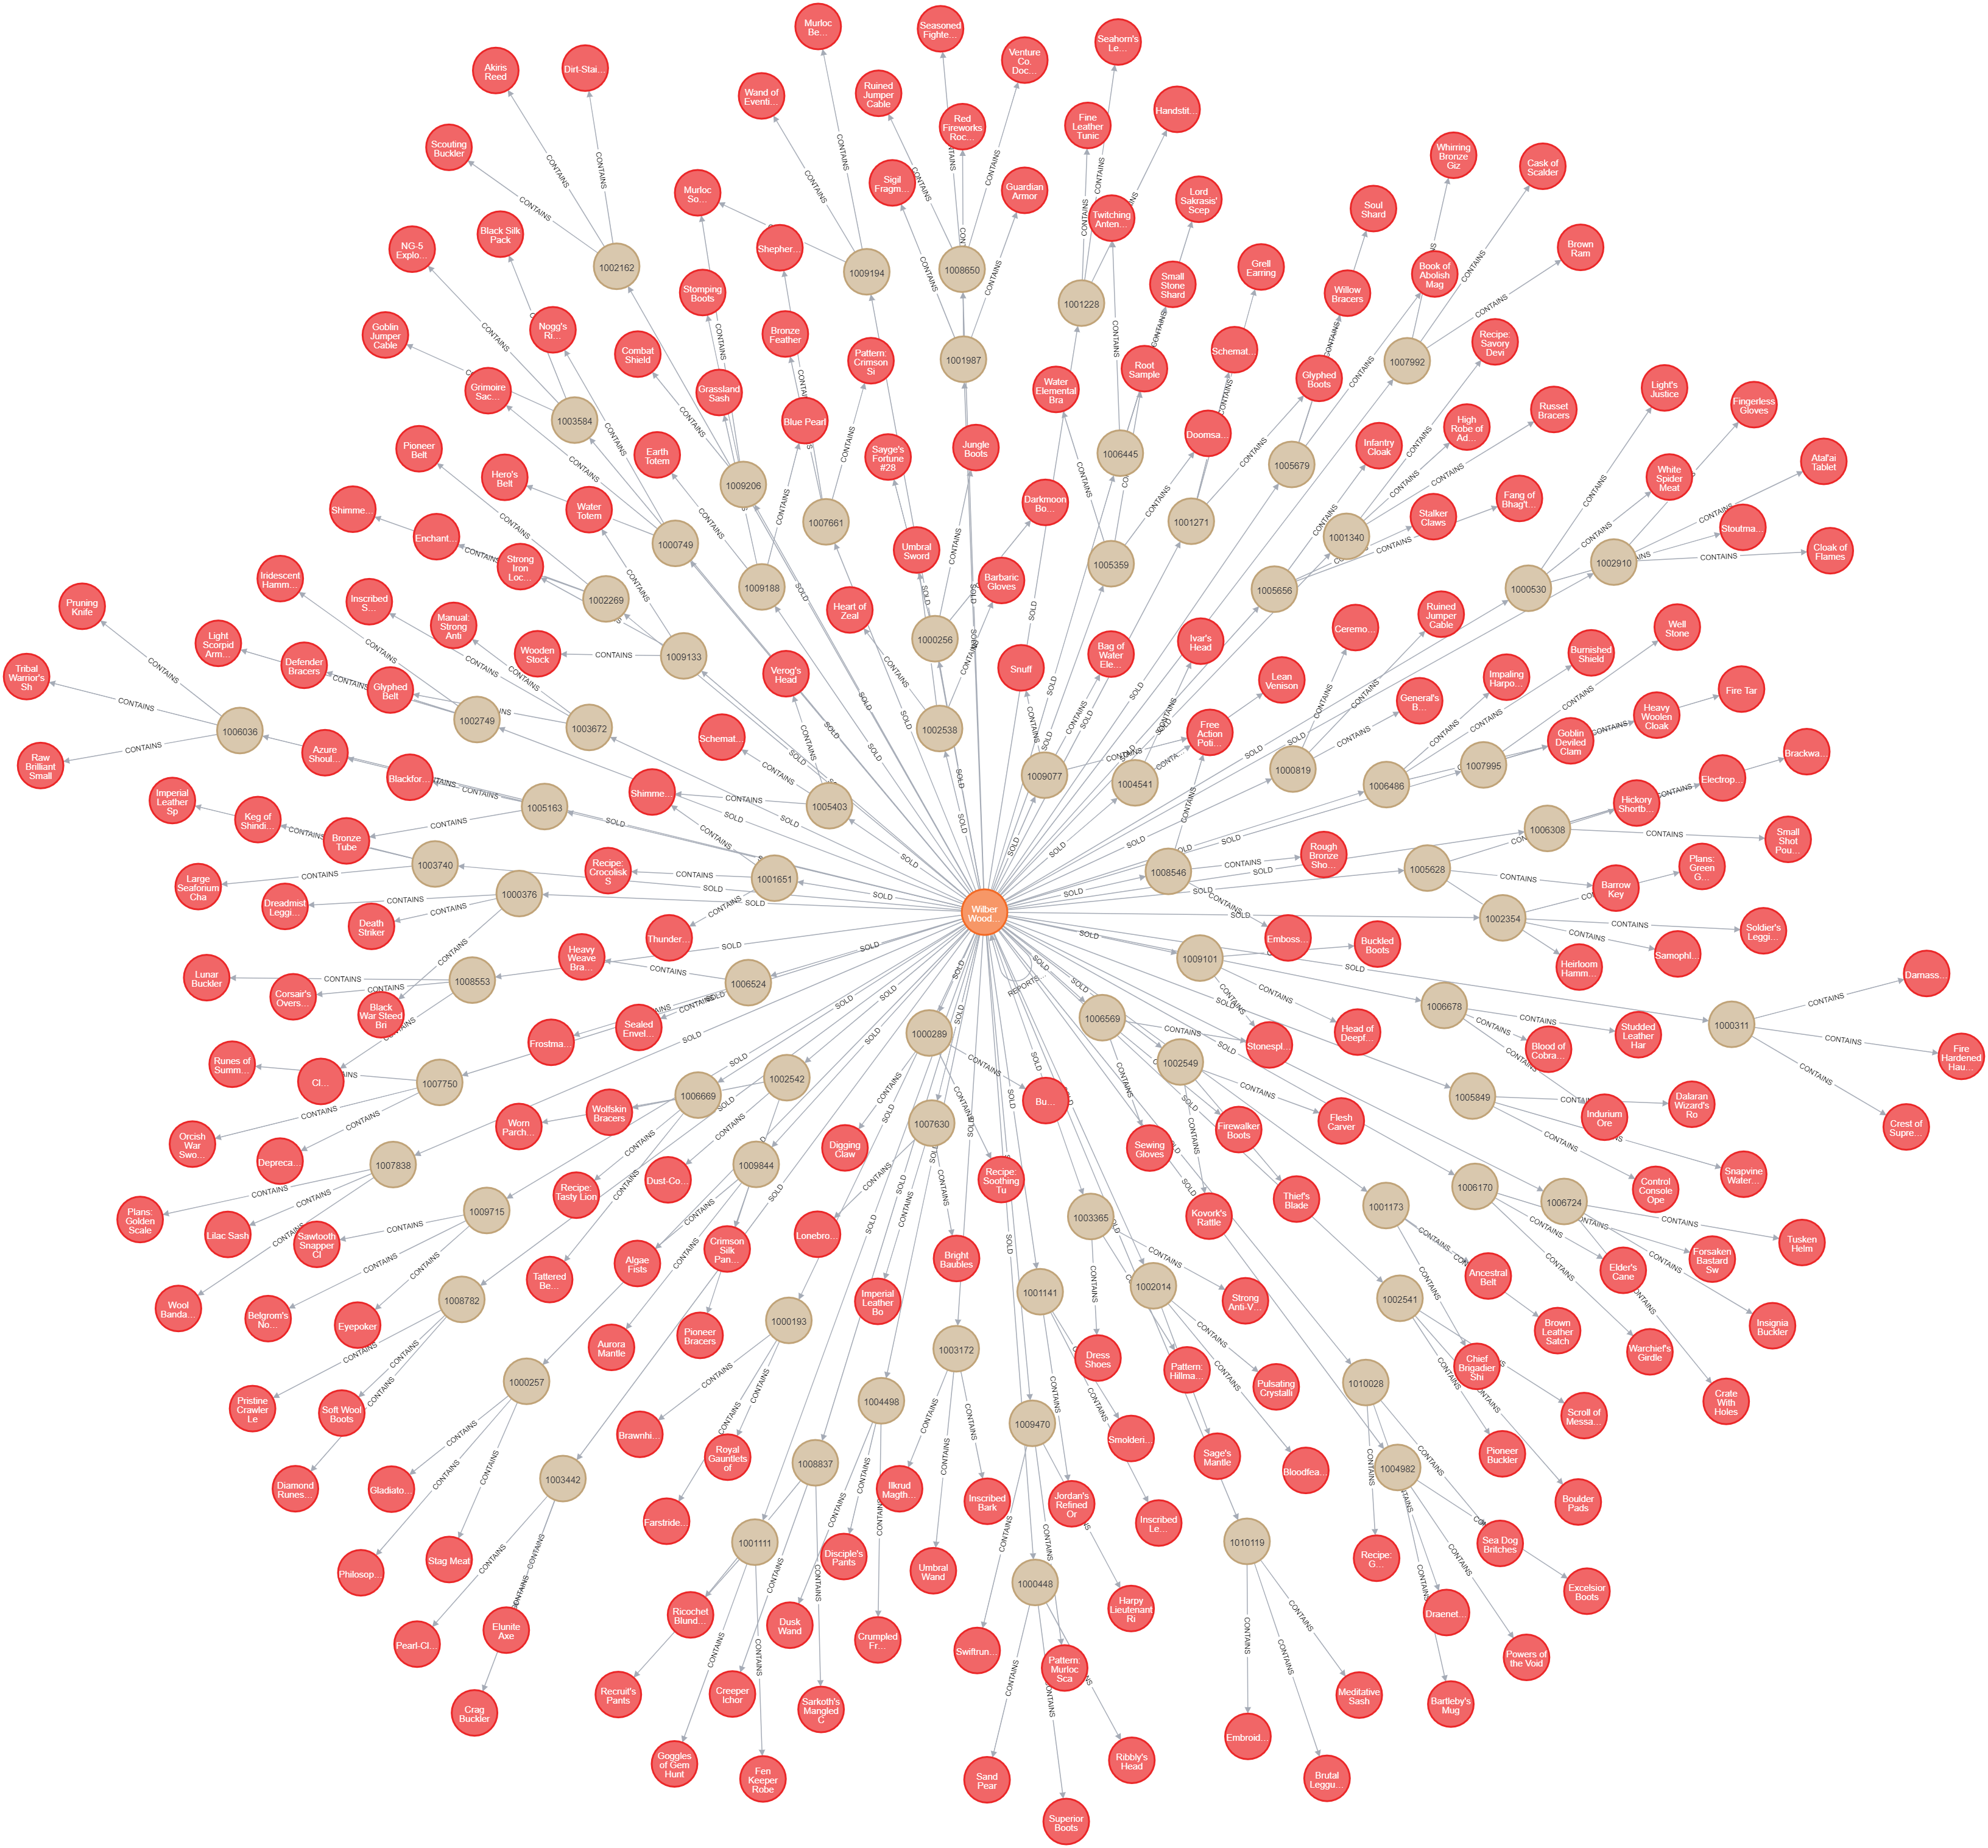 Murloc
Be...
Seasoned
Fighte...
Seahorn's
Le...
Venture
Co.
Doc...
Akiris
Reed
Dirt-Stai...
Wand of
Eventi...
Ruined
Jumper
Cable
Red
Fireworks
Roc...
Fine
Leather
Tunic
Handstit...
Scouting
Buckler
Whirring
Bronze
Giz
Cask of
Scalder
Murloc
So...
Sigil
Fragm...
Guardian
Armor
Twitching
Anten...
Lord
Sakrasis'
Scep
Soul
Shard
NG-5
Explo...
Black Silk
Pack
1002162
Shepher...
1009194
1008650
Grell
Earring
Book of
Abolish
Mag
Brown
Ram
Stomping
Boots
1001228
Small
Stone
Shard
Willow
Bracers
Goblin
Jumper
Cable
Nogg's
Ri...
Combat
Shield
Bronze
Feather
Pattern:
Crimson
Si
1001987
Root
Sample
Schemat...
1007992
Recipe:
Savory
Devi
Grimoire
Sac...
Grassland
Sash
Water
Elemental
Bra
Glyphed
Boots
Light's
Justice
1003584
Blue Pearl
Doomsa...
High
Robe of
Ad...
Russet
Bracers
Fingerless
Gloves
Pioneer
Belt
Earth
Totem
Sayge's
Fortune
#28
Jungle
Boots
1006445
1005679
Infantry
Cloak
Hero's
Belt
1009206
White
Spider
Meat
Atal'ai
Tablet
Shimme...
Water
Totem
1007661
Darkmoon
Bo...
1001271
Stalker
Claws
Fang of
Bhag't...
Enchant...
1000749
Umbral
Sword
1001340
Stoutma...
Iridescent
Hamm...
Strong
Iron
Loc...
1009188
Barbaric
Gloves
1005359
1005656
1000530
1002910
Cloak of
Flames
Pruning
Knife
Inscribed
S...
1002269
Heart of
Zeal
Ceremo...
Ruined
Jumper
Cable
Well
Stone
Light
Scorpid
Arm...
Manual:
Strong
Anti
1000256
Bag of
Water
Ele...
Ivar's
Head
Burnished
Shield
Tribal
Warrior's
Sh
Defender
Bracers
Wooden
Stock
1009133
Verog's
Head
Snuff
Lean
Venison
Impaling
Harpo...
Glyphed
Belt
General's
B...
Fire Tar
1006036
1002749
1003672
Schemat...
1002538
Free
Action
Poti...
Heavy
Woolen
Cloak
Raw
Brilliant
Small
Azure
Shoul...
Goblin
Deviled
Clam
Brackwa...
Blackfor...
Shimme...
1009077
1004541
1000819
1006486
1007995
Electrop...
Imperial
Leather
Sp
Keg of
Shindi...
1005163
1005403
Hickory
Shortb...
Bronze
Tube
1006308
Small
Shot
Pou...
Large
Seafonum
Cha
1003740
Recipe:
Crocolisk
S
1001651
1008546
Rough
Bronze
Sho...
1005628
Barrow
Key
Plans:
Green
G...
Dreadmist
Leggi...
1000376
Death
Striker
Wilber
Wood...
1002354
Thunder...
Emboss...
Buckled
Boots
Soldier's
Leggi...
Lunar
Buckler
Heavy
Weave
Bra...
1009101
Heirloom
Hamm...
Samophl...
Corsair's
Overs...
1008553
1006524
Darnass...
Black
War Steed
Bri
REPORTS...
1006569
1006678
Studded
Leather
Har
1000311
Sealed
Envel...
1000289
Head of
Deepf...
Frostma...
Stonespl...
Blood of
Cobra...
Fire
Hardened
Hau...
Runes of
Summ...
Cl...
1007750
1002542
1002549
1006669
Bu...
1005849
Dalaran
Wizard's
Ro
Orcish
War
Swo...
Worn
Parch...
Wolfskin
Bracers
1007630
Firewalker
Boots
Flesh
Carver
Indurium
Ore
Crest of
Supre...
Depreca...
1007838
Digging
Claw
Sewing
Gloves
Snapvine
Water...
1009844
Recipe:
Tasty Lion
Dust-Co...
Recipe:
Soothing
Tu
Thief's
Blade
1006170
1006724
Control
Console
Ope
Plans:
Golden
Scale
Lilac Sash
1009715
1003365
Kovork's
Rattle
1001173
Sawtooth
Snapper
Cl
Lonebro...
Crimson
Silk
Pan...
Algae
Fists
Bright
Baubles
Forsaken
Bastard
Sw
Tusken
Helm
Tattered
Be...
Elder's
Cane
Wool
Banda...
Belgrom's
No...
1008782
Imperial
Leather
Bo
1001141
1002014
Strong
Anti-V...
1002541
Ancestral
Belt
Eyepoker
Pioneer
Bracers
1000193
Brown
Leather
Satch
Insignia
Buckler
Aurora
Mantle
1003172
Dress
Shoes
Pattern:
Hillma...
Pulsating
Crystalli
Chief
Brigadier
Shi
Warchief's
Girdle
1000257
1010028
Pristine
Crawler
Le
Soft Wool
Boots
1004498
Crate
With
Holes
Brawnhi...
Royal
Gauntlets
of
1009470
Smolderi...
Sage's
Mantle
Pioneer
Buckler
Scroll of
Messa...
Diamond
Runes...
Gladiato...
1003442
1008837
Illkrud
Magth...
Inscribed
Bark
Jordan's
Refined
Or
Bloodfea...
1004982
Farstride...
Inscribed
Le...
Boulder
Pads
Stag Meat
1001111
Disciple's
Pants
1010119
Recipe:
G...
Sea Dog
Britches
Philosop...
Umbral
Wand
1000448
Excelsior
Boots
Ricochet
Blund...
Dusk
Wand
Harpy
Lieutenant
Ri
Draenet...
Pearl-Cl...
Elunite
Axe
Crumpled
Fr...
Swiftrun...
Powers of
the Void
Recruit's
Pants
Creeper
Ichor
Sarkoth's
Mangled
C
Pattern:
Murloc
Sca
Meditative
Sash
Bartleby's
Mug
Crag
Buckler
Embroid...
Goggles
of Gem
Hunt
Fen
Keeper
Robe
Sand
Pear
Ribbly's
Head
Brutal
Leggu...
Superior
Boots
CONTAINS
SOLD